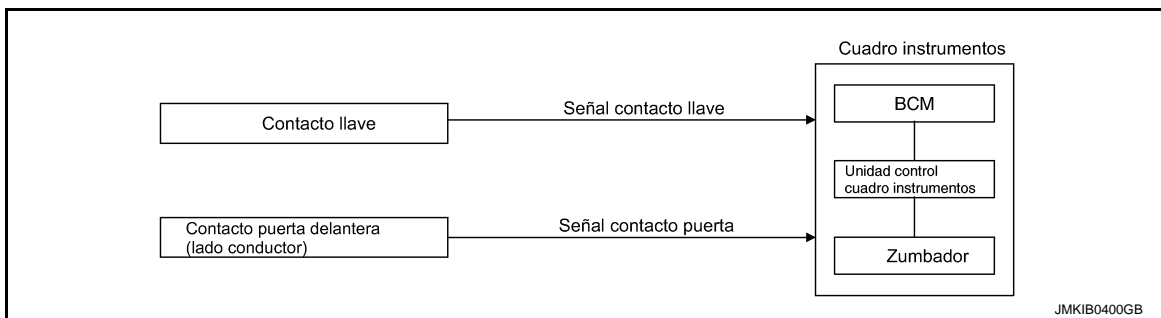 Cuadro instrumentos
Contacto llave
Señal contacto llave
BCM
Unidad control
cuadro instrumentos
Contacto puerta delantera
(lado conductor)
Señal contacto puerta
Zumbador
JMKIB0400GB